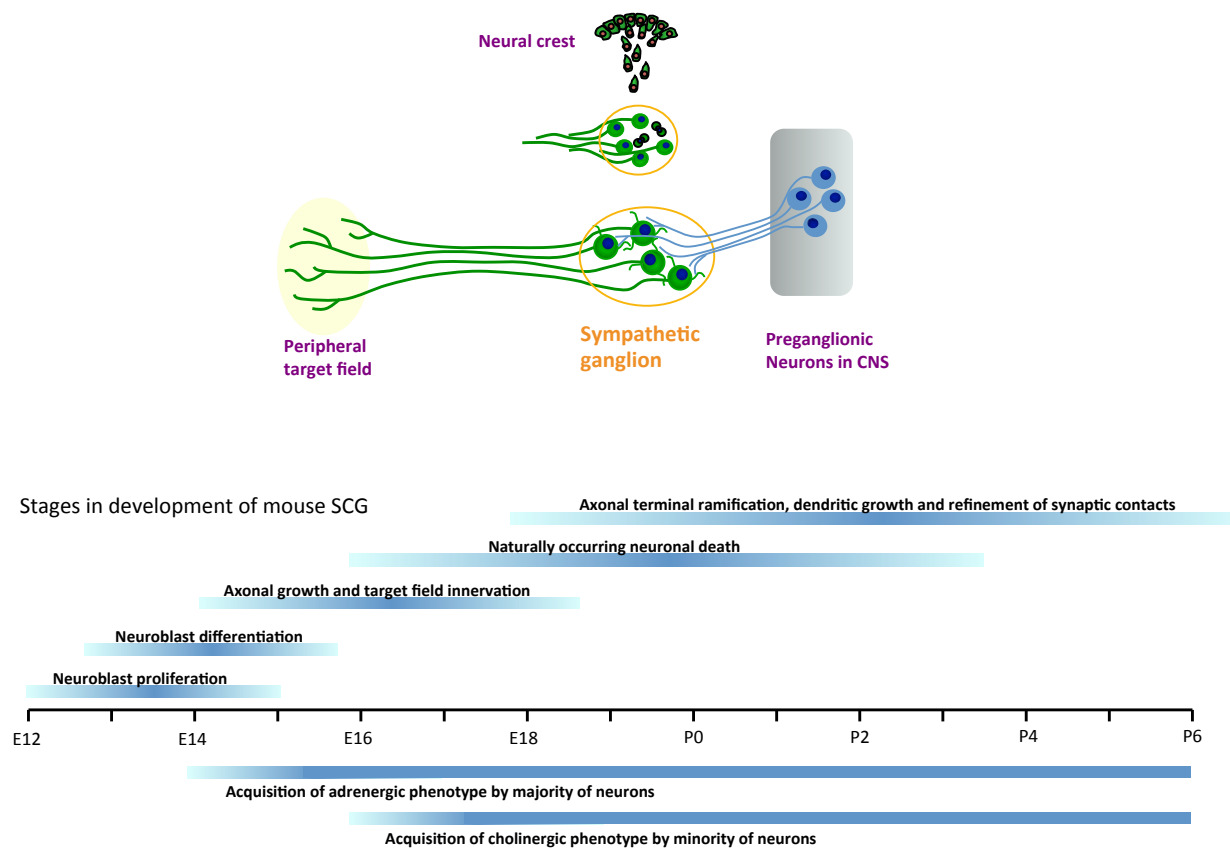 Neural crest
Peripheral
target field
Sympathetic
ganglion
Preganglionic
Neurons in CNS
Stages in development of mouse SCG
Axonal terminal ramification, dendritic growth and refinement of synaptic contacts
Naturally occurring neuronal death
Axonal growth and target field innervation
Neuroblast differentiation
Neuroblast proliferation
E12 E14 E16 E18 P0 P2 P4 P6
Acquisition of adrenergic phenotype by majority of neurons
Acquisition of cholinergic phenotype by minority of neurons